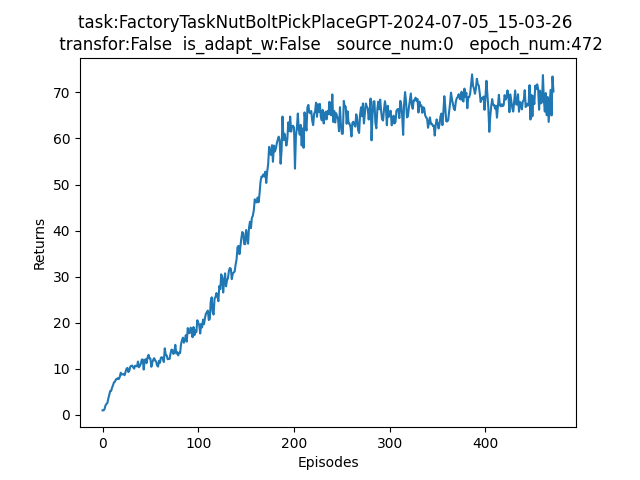 task:FactoryTaskNutBoltPickPlaceGPT-2024-07-05_15-03-26
transfor:False is_adapt_w:False source_num:0 epoch_num:472
70
60
50
40
30
20
10
0
Returns
0 100 200 300 400
Episodes